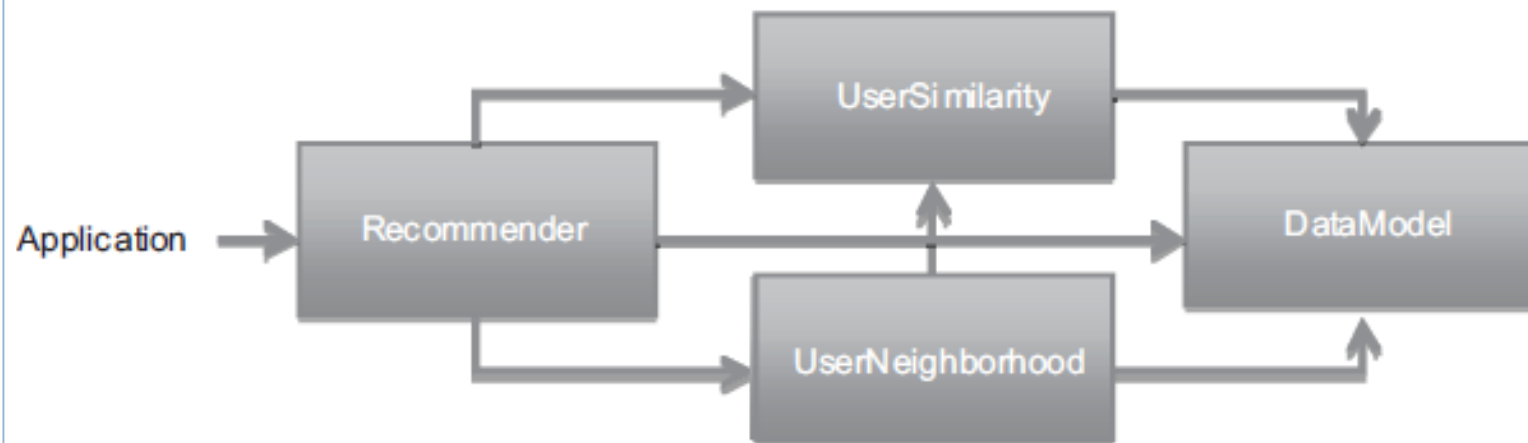 UserSimilarity
Application
Recommender
DataModel
UserNeighborhood